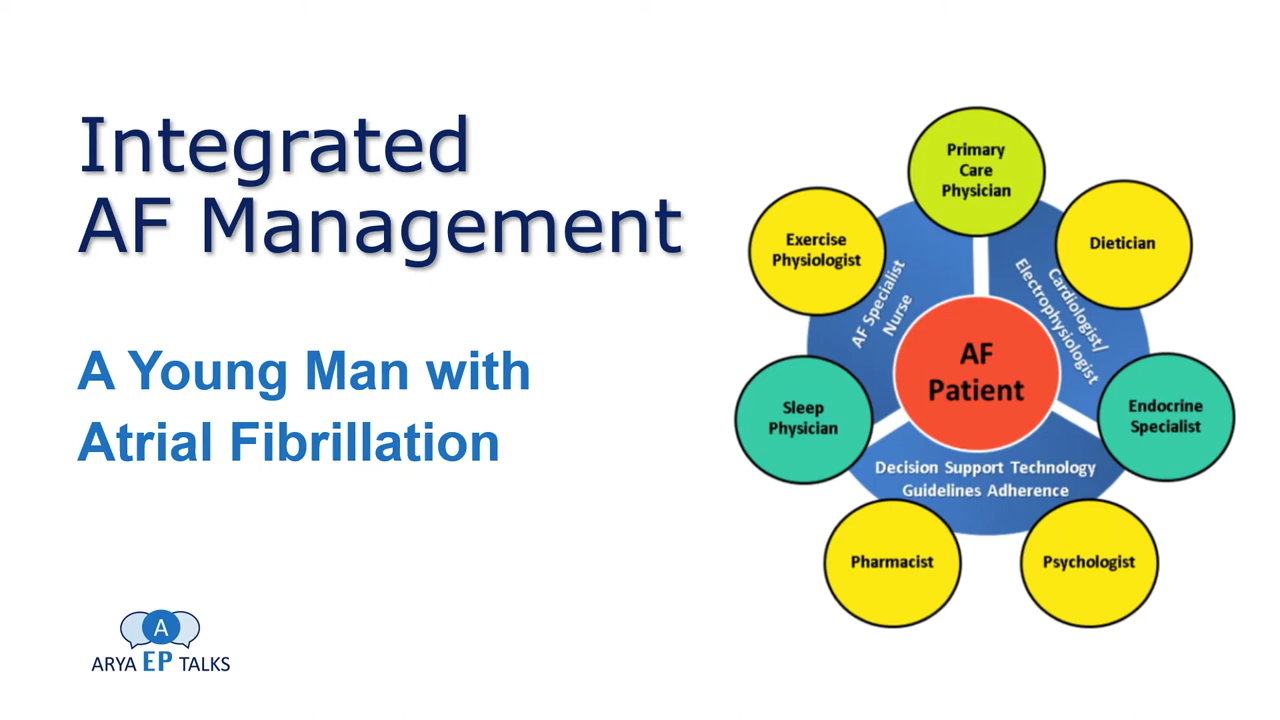 Integrated
AF Management
A Young Man with
Atrial Fibrillation
A
ARYA EP TALKS
Primary
Care
Physician
Exercise
Physiologist
Dietician
AF Specialist
Nurse
Cardiologist/
Electrophysiologist
AF
Patient
Sleep
Physician
Endocrine
Specialist
Decision Support Technology
Guidelines Adherence
Pharmacist
Psychologist